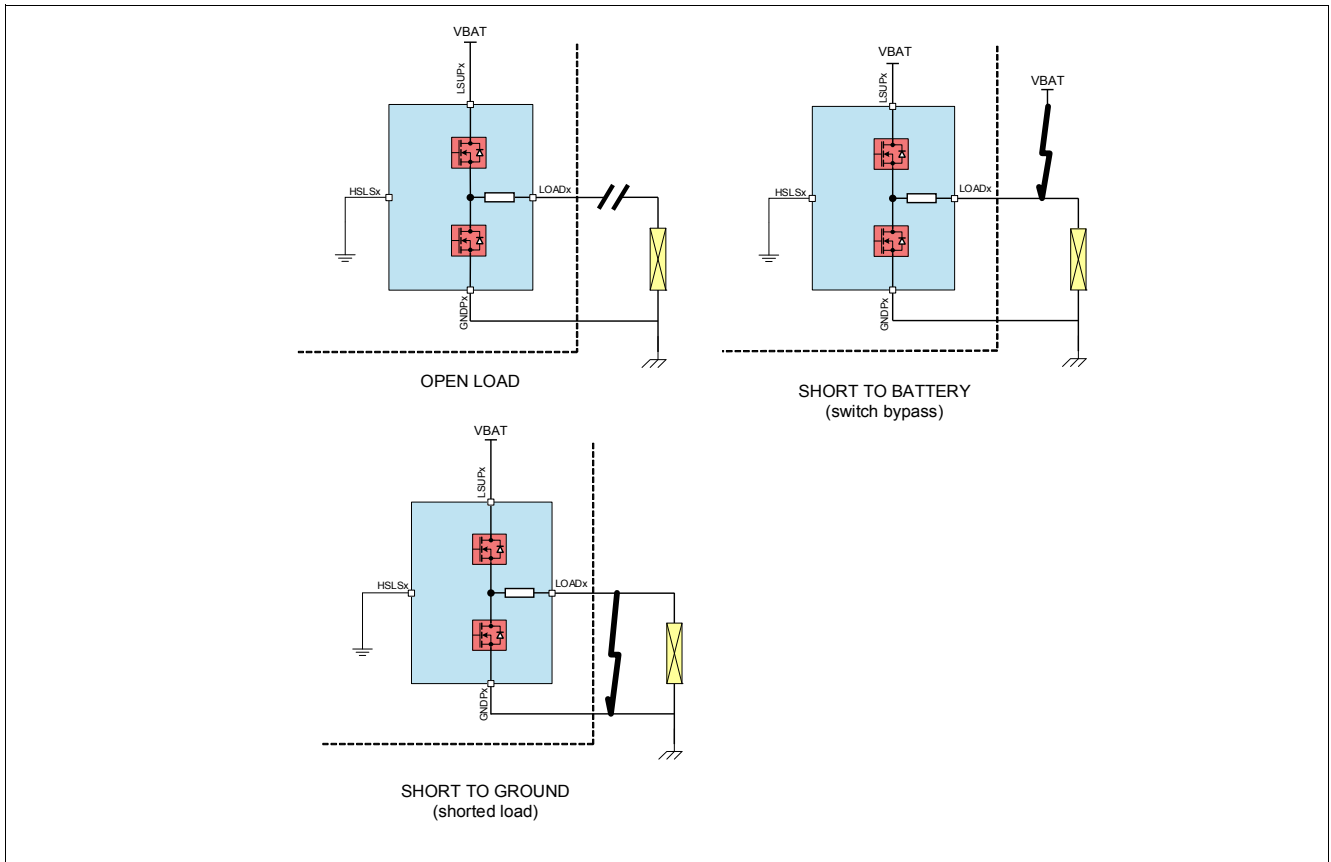 VBAT
LSUPx
HSLSx
LOADx
GNDPx
OPEN LOAD
VBAT
VBAT
LSUPx
HSLSx
LOADx
GNDPx
SHORT TO BATTERY
(switch bypass)
VBAT
LSUPx
HSLSx
LOADx
GNDPx
SHORT TO GROUND
(shorted load)